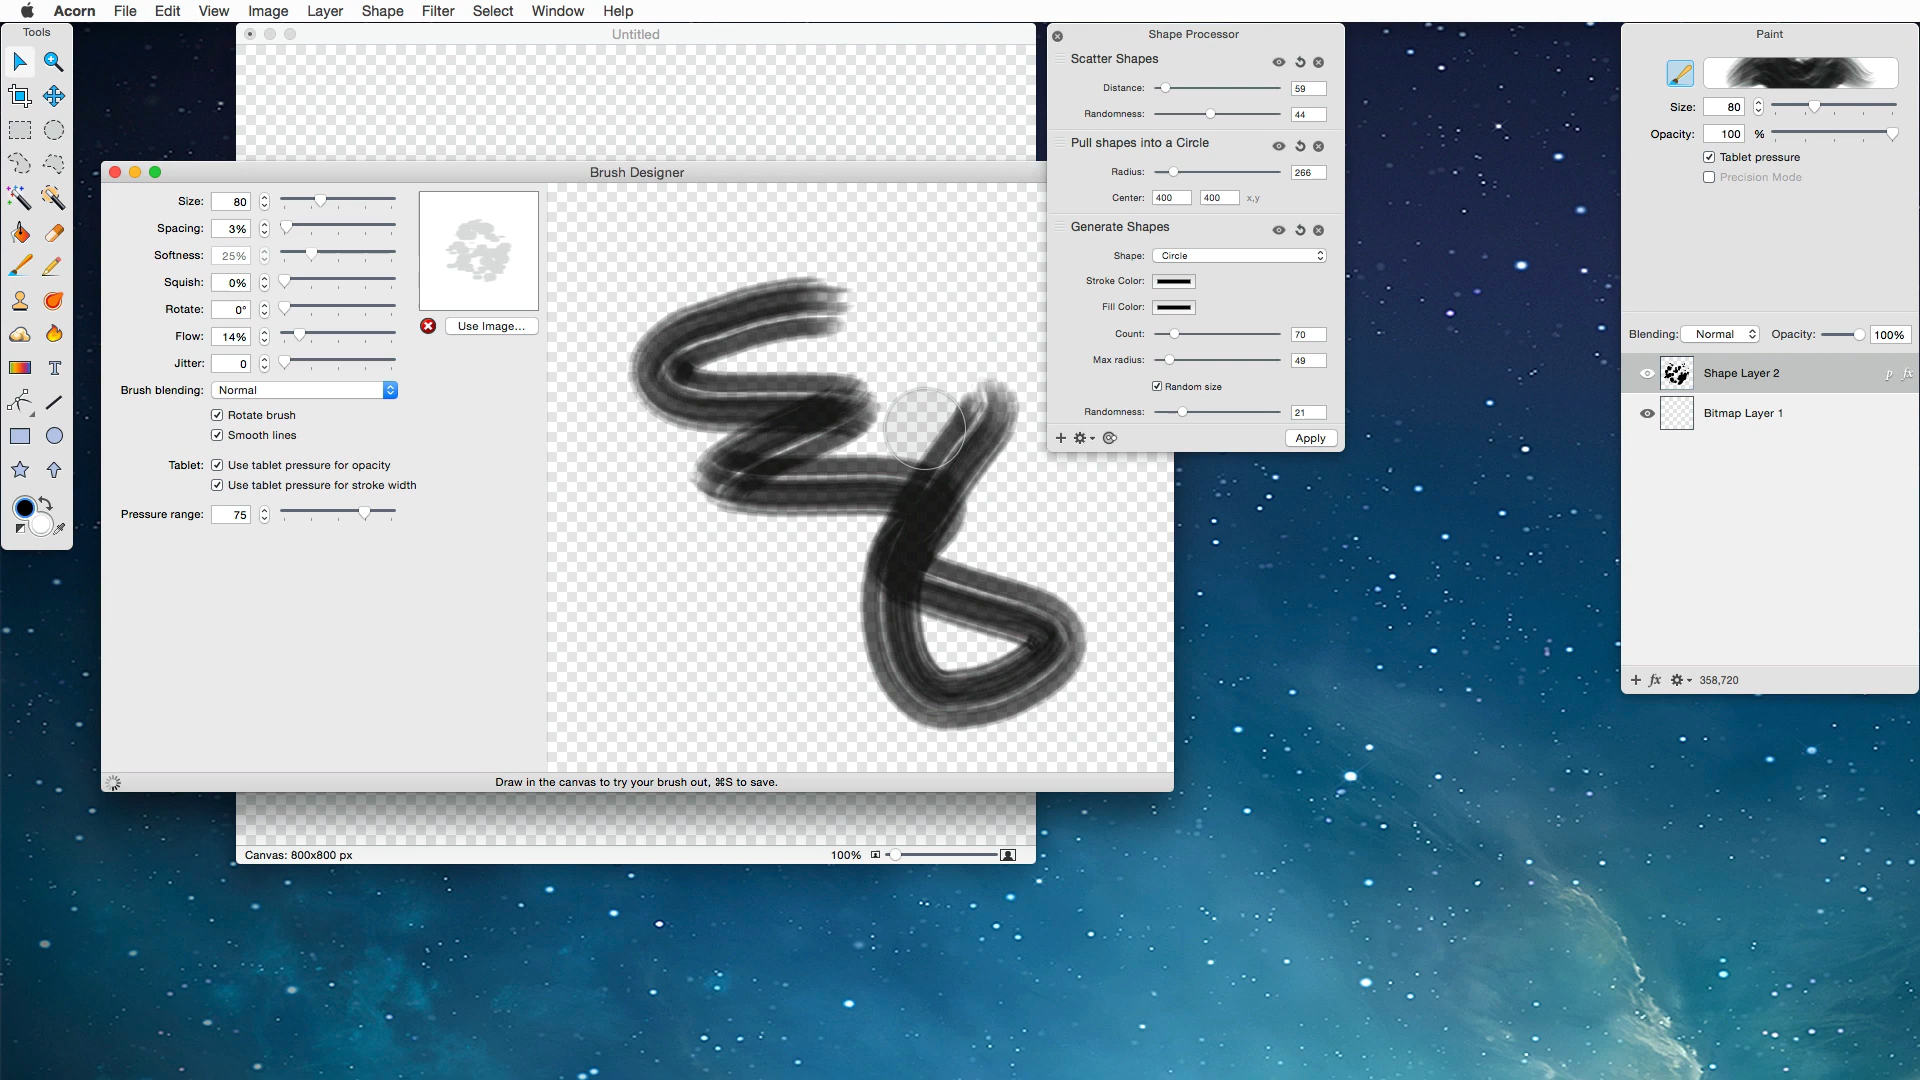 Acorn File Edit View Image Layer Shape Filter Select Window Help
Tools
Untitled
Canvas: 800x800 px
100%
Brush Designer
Size: 80
Spacing: 3%
Softness: 25%
Squish: 0%
Rotate: 0°
Flow: 14%
Jitter: 0
Brush blending: Normal
Rotate brush
Smooth lines
Tablet: Use tablet pressure for opacity
Use tablet pressure for stroke width
Pressure range: 75
Use Image...
Draw in the canvas to try your brush out, ⌘S to save.
Shape Processor
Scatter Shapes
Distance: 59
Randomness: 44
Pull shapes into a Circle
Radius: 266
Center: 400 400 x,y
Generate Shapes
Shape: Circle
Stroke Color:
Fill Color:
Count: 70
Max radius: 49
Random size
Randomness: 21
Apply
Paint
Size: 80
Opacity: 100 %
Tablet pressure
Precision Mode
Blending: Normal Opacity: 100%
Shape Layer 2 p fx
Bitmap Layer 1
fx 358,720